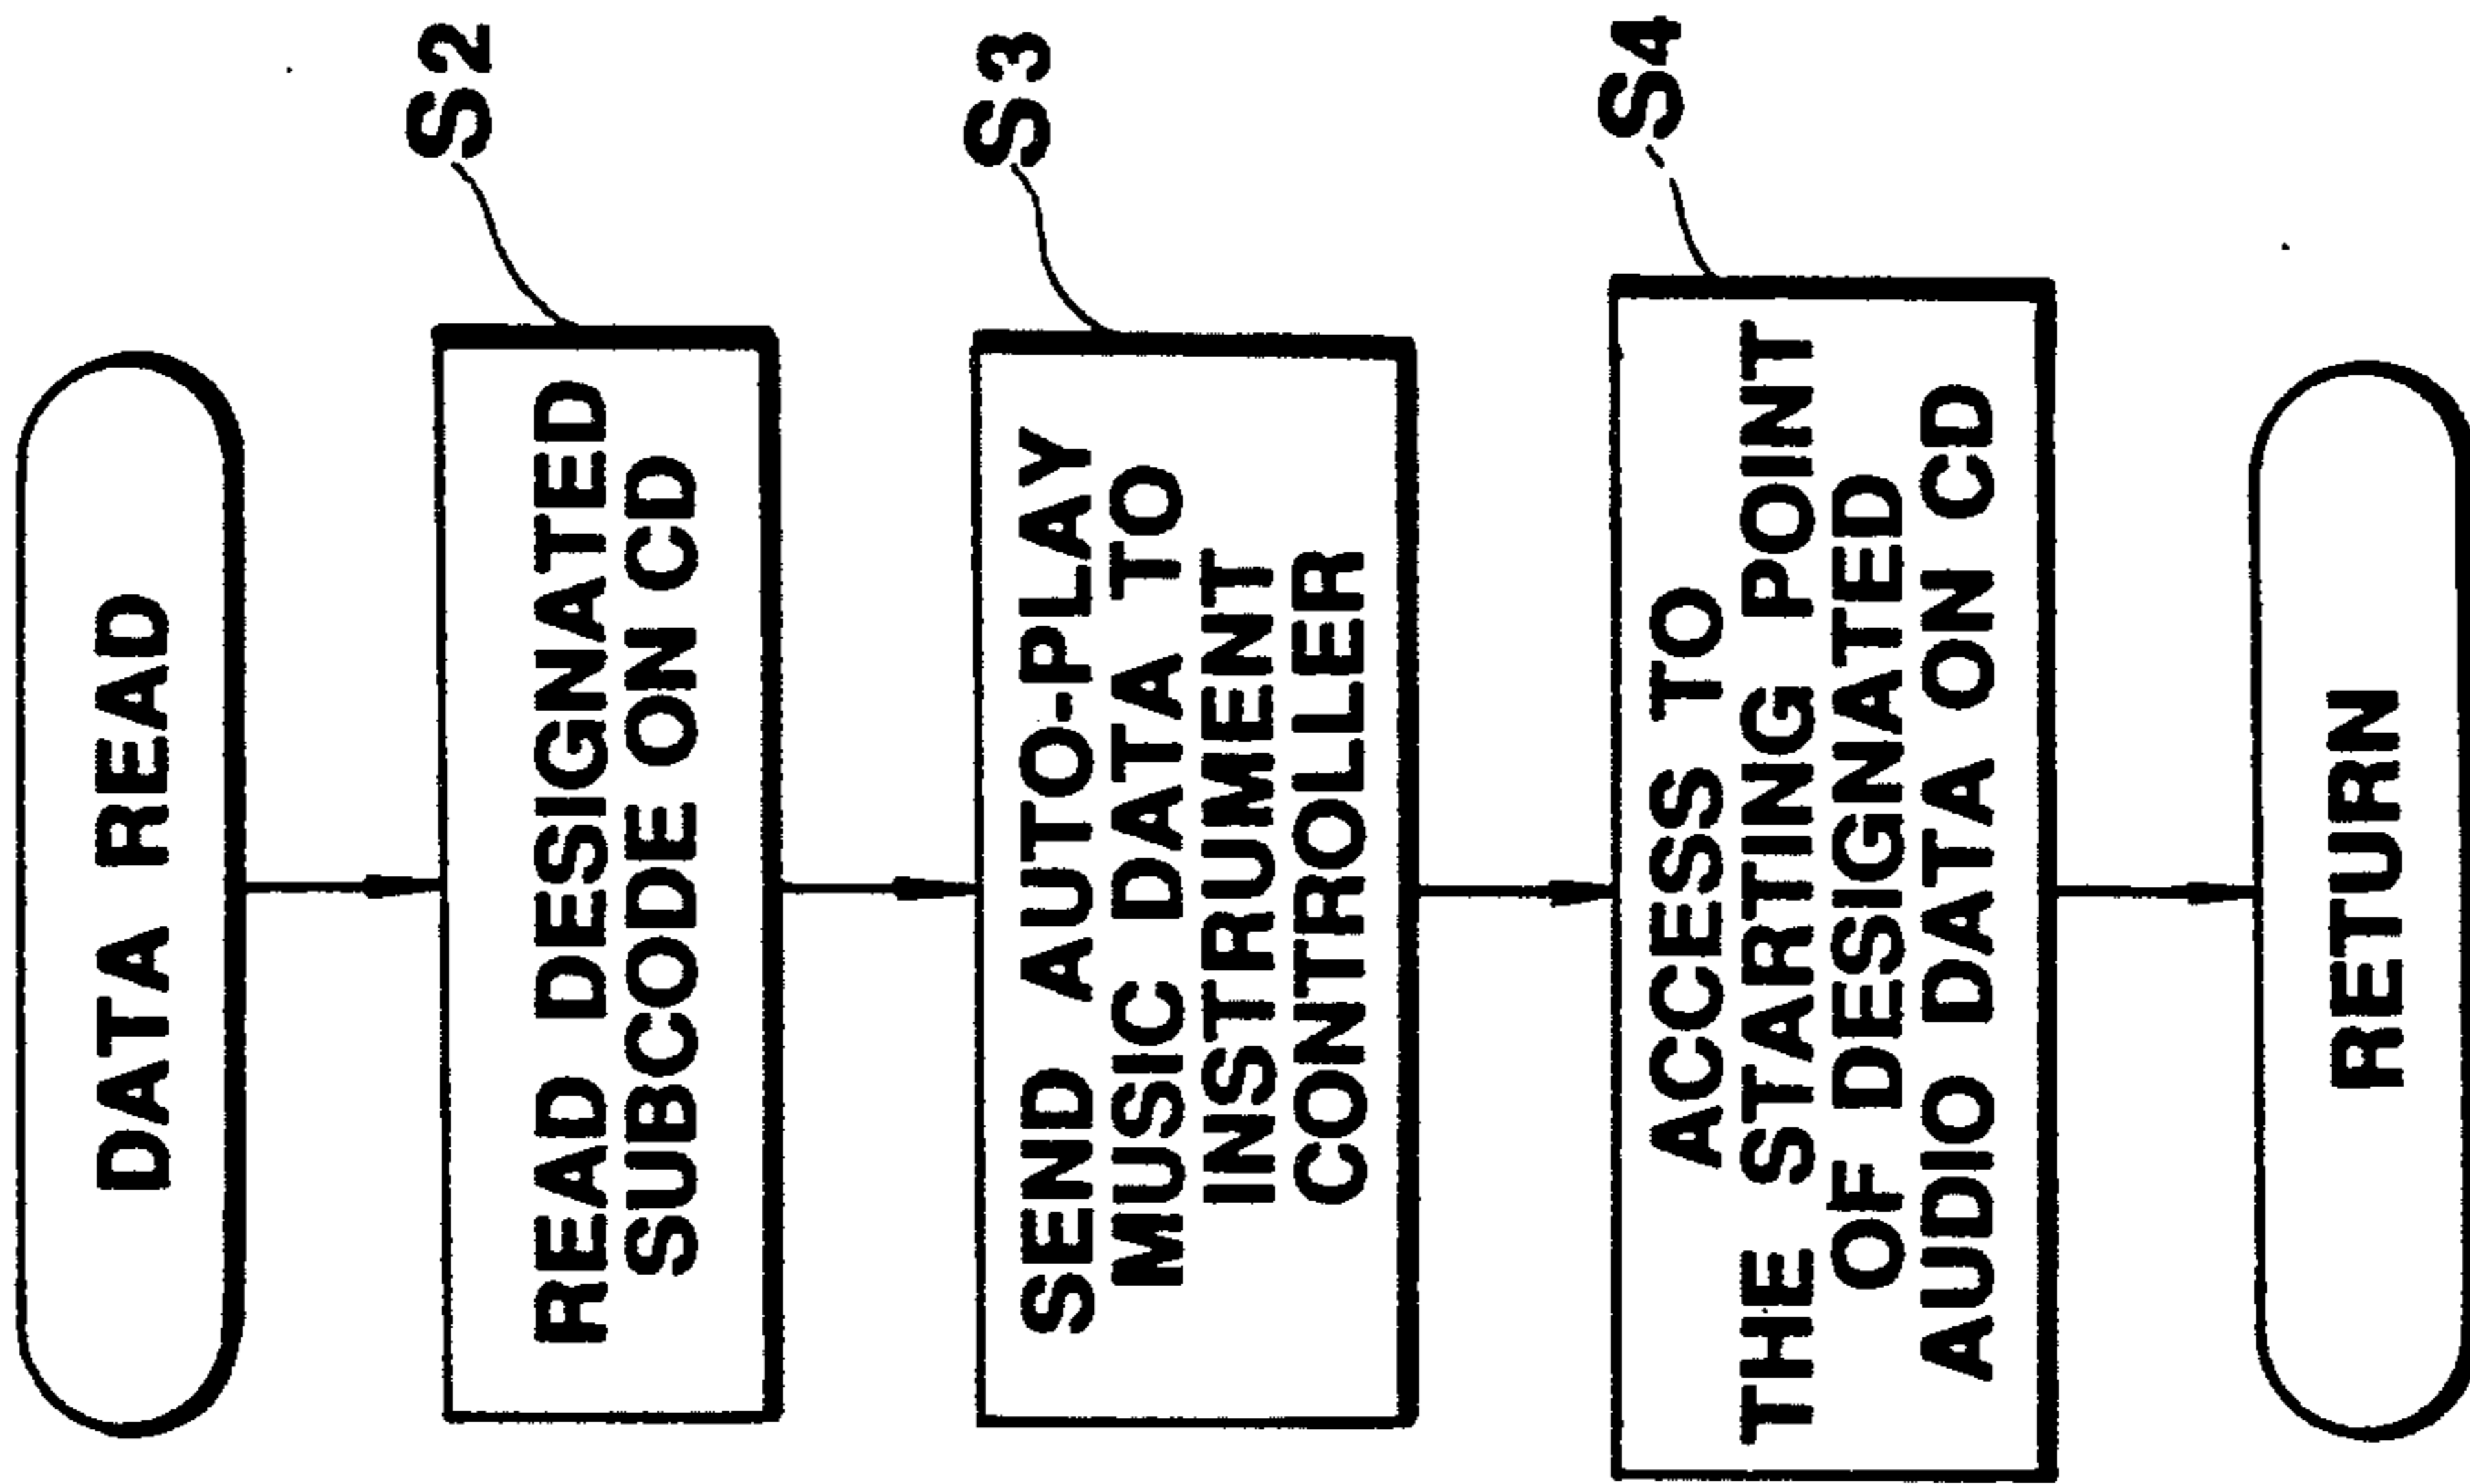 DATA READ
S2
READ DESIGNATED
SUBCODE ON CD
S3
SEND AUTO-PLAY
MUSIC DATA TO
INSTRUMENT
CONTROLLER
S4
ACCESS TO
THE STARTING POINT
OF DESIGNATED
AUDIO DATA ON CD
RETURN